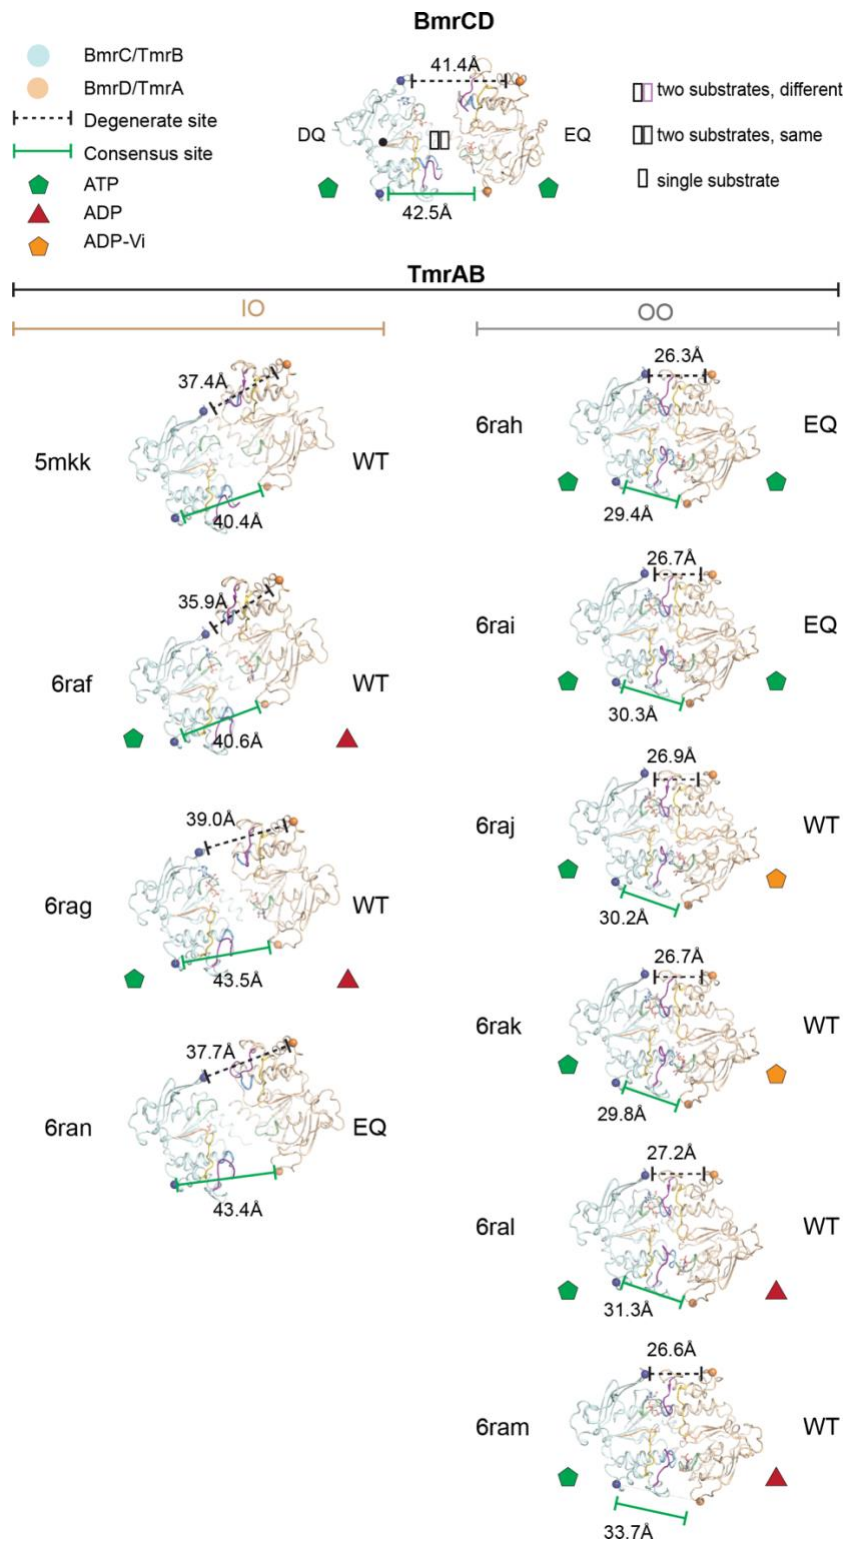 BmrCD
BmrC/TmrB
BmrD/TmrA
Degenerate site
Consensus site
ATP
ADP
ADP-Vi
41.4Å
DQ
EQ
42.5Å
two substrates, different
two substrates, same
single substrate
TmrAB
IO
OO
37.4Å
5mkk
WT
40.4Å
35.9Å
6raf
WT
40.6Å
39.0Å
6rag
WT
43.5Å
37.7Å
6ran
EQ
43.4Å
26.3Å
6rah
EQ
29.4Å
26.7Å
6rai
EQ
30.3Å
26.9Å
6raj
WT
30.2Å
26.7Å
6rak
WT
29.8Å
27.2Å
6ral
WT
31.3Å
26.6Å
6ram
WT
33.7Å